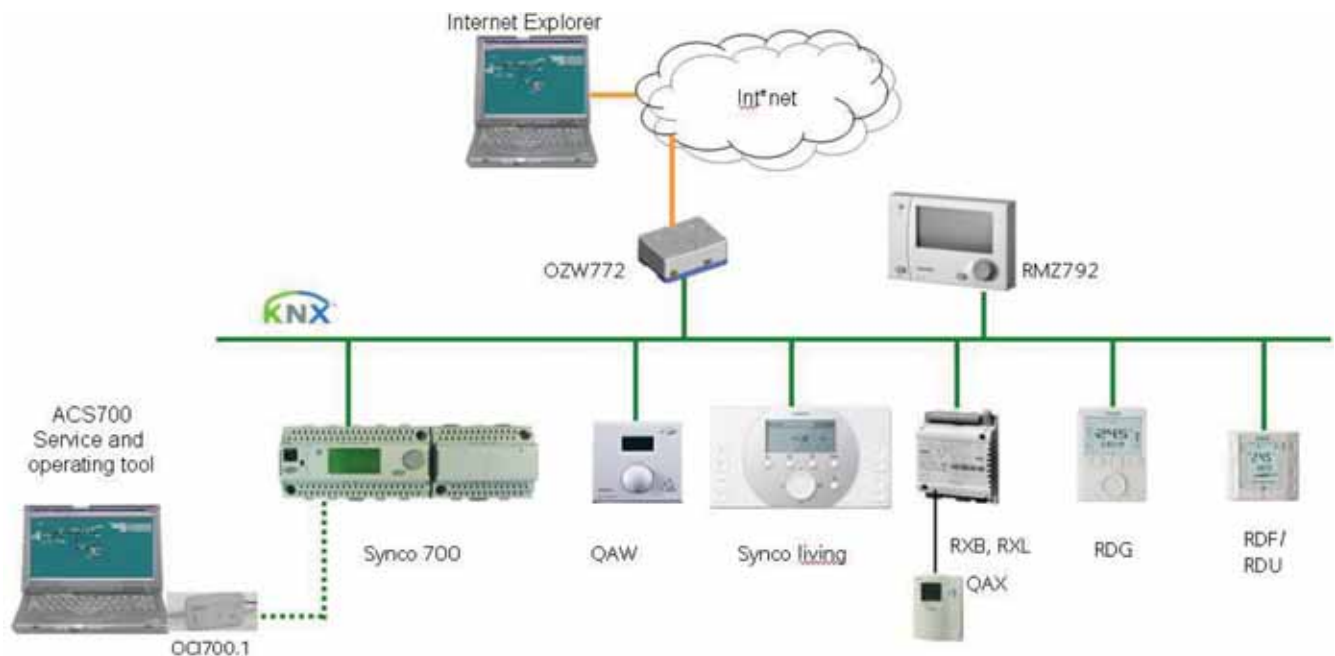 Internet Explorer
Int*net
OZW772
RMZ792
KNX
ACS700
Service and
operating tool
Synco 700
QAW
Synco living
RXB, RXL
RDG
RDF/
RDU
QAX
OCI700.1